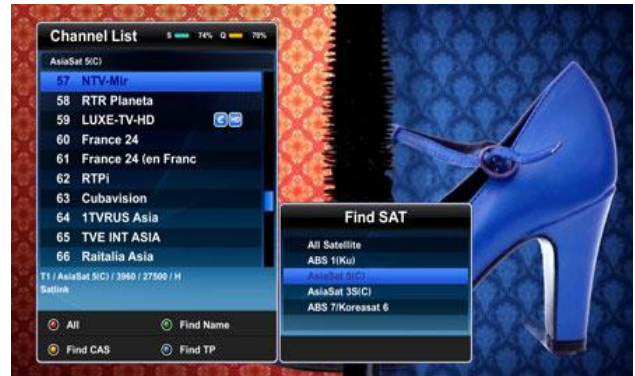 Channel List S 74% Q 70%
AsiaSat 5(C)
57 NTV-Mir
58 RTR Planeta
59 LUXE-TV-HD € HD
60 France 24
61 France 24 (en Franc
62 RTPi
63 Cubavision
64 1TVRUS Asia
65 TVE INT ASIA
66 Raitalia Asia
T1 / AsiaSat 5(C) / 3960 / 27500 / H
Satlink
All
Find Name
Find CAS
Find TP
Find SAT
All Satellite
ABS 1(Ku)
AsiaSat 5(C)
AsiaSat 3S(C)
ABS 7/Koreasat 6